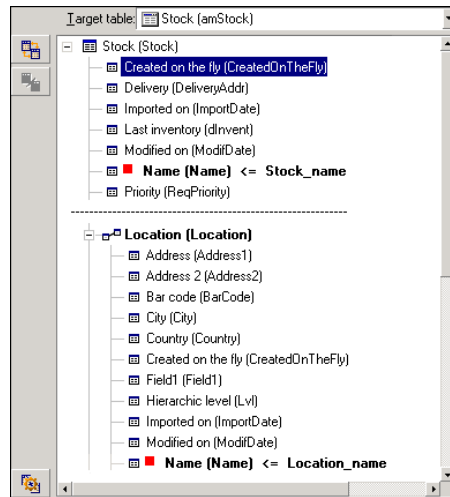 Target table: Stock (amStock)
Stock (Stock)
Created on the fly (CreatedOnTheFly)
Delivery (DeliveryAddr)
Imported on (ImportDate)
Last inventory (dInvent)
Modified on (ModifDate)
Name (Name) <= Stock_name
Priority (ReqPriority)
Location (Location)
Address (Address1)
Address 2 (Address2)
Bar code (BarCode)
City (City)
Country (Country)
Created on the fly (CreatedOnTheFly)
Field1 (Field1)
Hierarchic level (Lvl)
Imported on (ImportDate)
Modified on (ModifDate)
Name (Name) <= Location_name